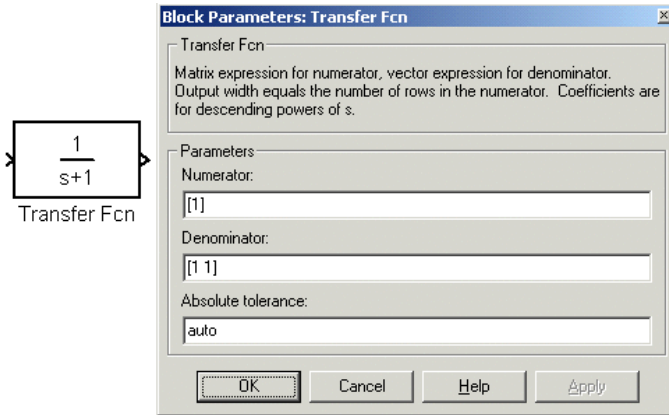 1
s+1
Transfer Fcn
Block Parameters: Transfer Fcn
Transfer Fcn
Matrix expression for numerator, vector expression for denominator.
Output width equals the number of rows in the numerator. Coefficients are
for descending powers of s.
Parameters
Numerator:
[1]
Denominator:
[1 1]
Absolute tolerance:
auto
OK Cancel Help Apply